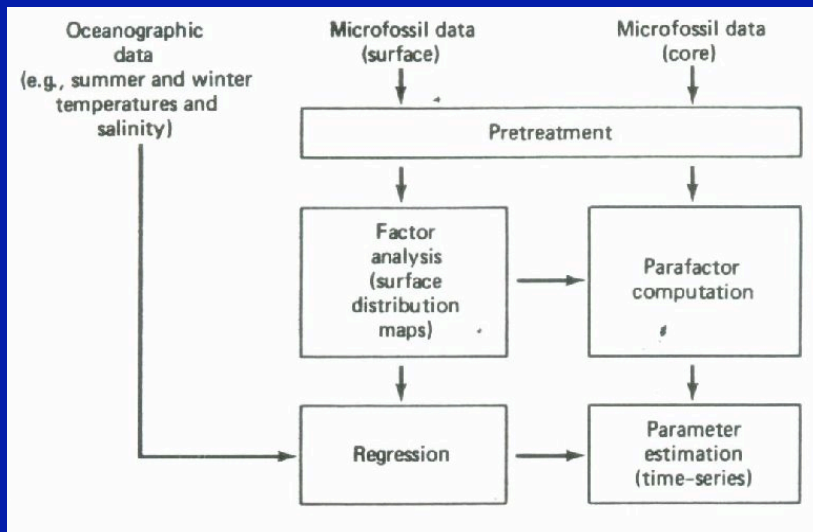 Oceanographic
data
(e.g., summer and winter
temperatures and
salinity)
Microfossil data
(surface)
Microfossil data
(core)
Pretreatment
Factor
analysis
(surface
distribution
maps)
Parafactor
computation
Regression
Parameter
estimation
(time-series)